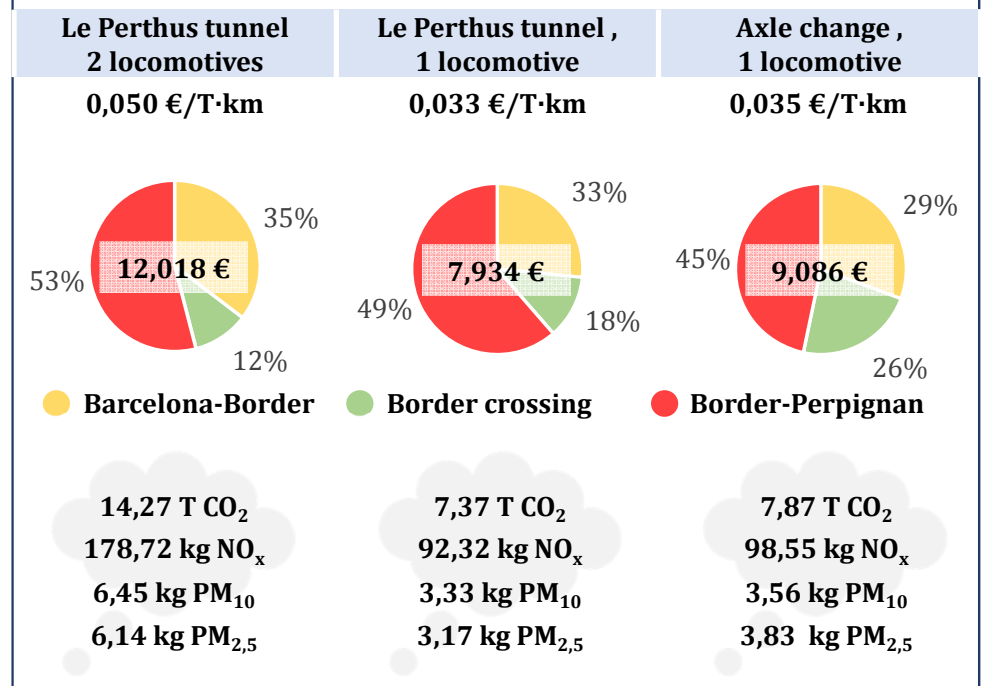 Le Perthus tunnel
2 locomotives
Le Perthus tunnel ,
1 locomotive
Axle change ,
1 locomotive
0,050 €/T·km
0,033 €/T·km
0,035 €/T·km
35%
53%
12,018 €
12%
33%
7,934 €
49%
18%
29%
45%
9,086 €
26%
Barcelona-Border
Border crossing
Border-Perpignan
14,27 T CO₂
178,72 kg NOₓ
6,45 kg PM₁₀
6,14 kg PM₂,₅
7,37 T CO₂
92,32 kg NOₓ
3,33 kg PM₁₀
3,17 kg PM₂,₅
7,87 T CO₂
98,55 kg NOₓ
3,56 kg PM₁₀
3,83 kg PM₂,₅